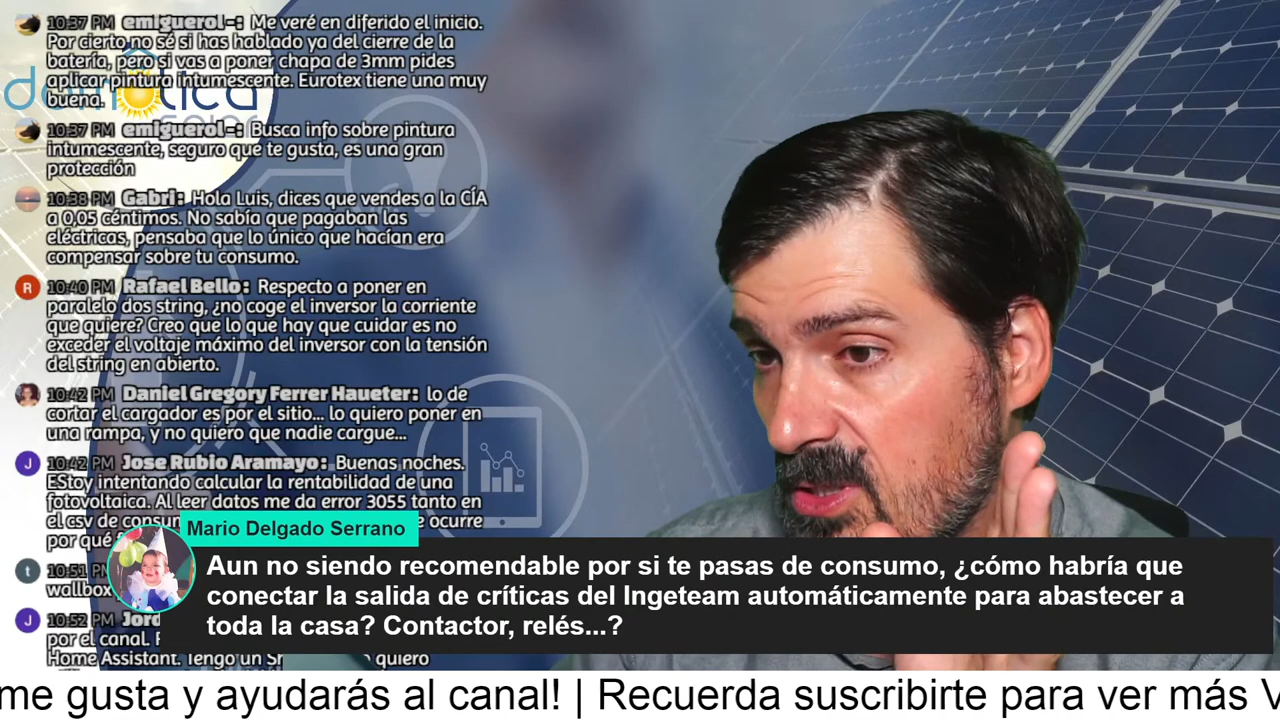 10:37 PM emiguerol-: Me veré en diferido el inicio.
Por cierto no sé si has hablado ya del cierre de la
batería, pero si vas a poner chapa de 3mm pides
aplicar pintura intumescente. Eurotex tiene una muy
buena.
10:37 PM emiguerol-: Busca info sobre pintura
intumescente, seguro que te gusta, es una gran
protección
10:38 PM Gabri: Hola Luis, dices que vendes a la CÍA
a 0,05 céntimos. No sabía que pagaban las
eléctricas, pensaba que lo único que hacían era
compensar sobre tu consumo.
R
10:40 PM Rafael Bello: Respecto a poner en
paralelo dos string, ¿no coge el inversor la corriente
que quiere? Creo que lo que hay que cuidar es no
exceder el voltaje máximo del inversor con la tensión
del string en abierto.
10:42 PM Daniel Gregory Ferrer Haueter: lo de
cortar el cargador es por el sitio... lo quiero poner en
una rampa, y no quiero que nadie cargue...
J
10:42 PM Jose Rubio Aramayo: Buenas noches.
EStoy intentando calcular la rentabilidad de una
fotovoltaica. Al leer datos me da error 3055 tanto en
el csv de consum
ocurre
por qué
t
10:51 PM
wallbox
J
10:52 PM Jord
por el canal.
Home Assistant. Tengo un
quiero
Mario Delgado Serrano
Aun no siendo recomendable por si te pasas de consumo, ¿cómo habría que
conectar la salida de críticas del Ingeteam automáticamente para abastecer a
toda la casa? Contactor, relés...?
me gusta y ayudarás al canal! | Recuerda suscribirte para ver más V